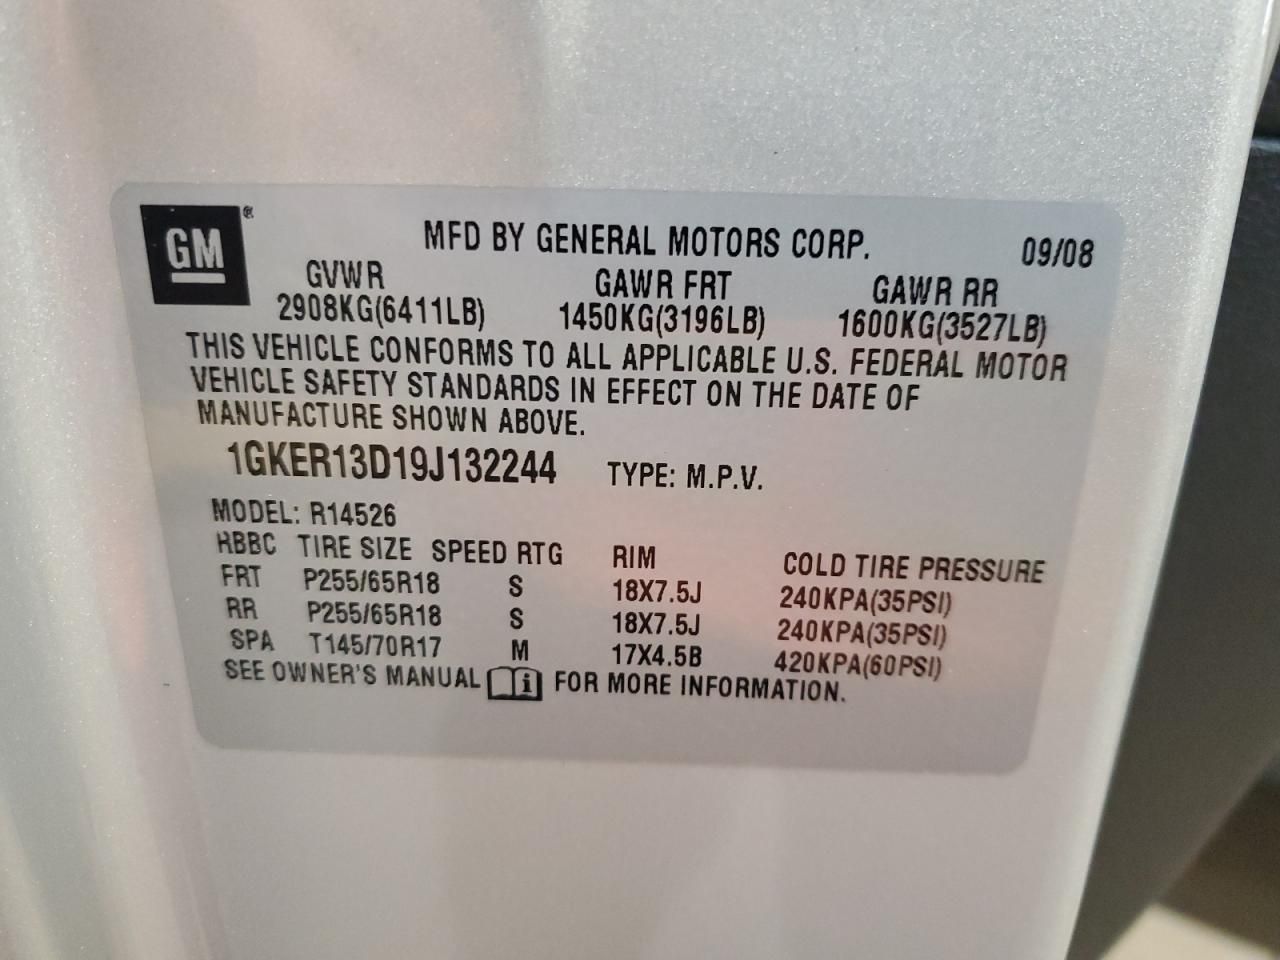 GM ®
MFD BY GENERAL MOTORS CORP. 09/08
GVWR GAWR FRT GAWR RR
2908KG(6411LB) 1450KG(3196LB) 1600KG(3527LB)
THIS VEHICLE CONFORMS TO ALL APPLICABLE U.S. FEDERAL MOTOR
VEHICLE SAFETY STANDARDS IN EFFECT ON THE DATE OF
MANUFACTURE SHOWN ABOVE.
1GKER13D19J132244 TYPE: M.P.V.
MODEL: R14526
HBBC TIRE SIZE SPEED RTG RIM COLD TIRE PRESSURE
FRT P255/65R18 S 18X7.5J 240KPA(35PSI)
RR P255/65R18 S 18X7.5J 240KPA(35PSI)
SPA T145/70R17 M 17X4.5B 420KPA(60PSI)
SEE OWNER'S MANUAL i FOR MORE INFORMATION.